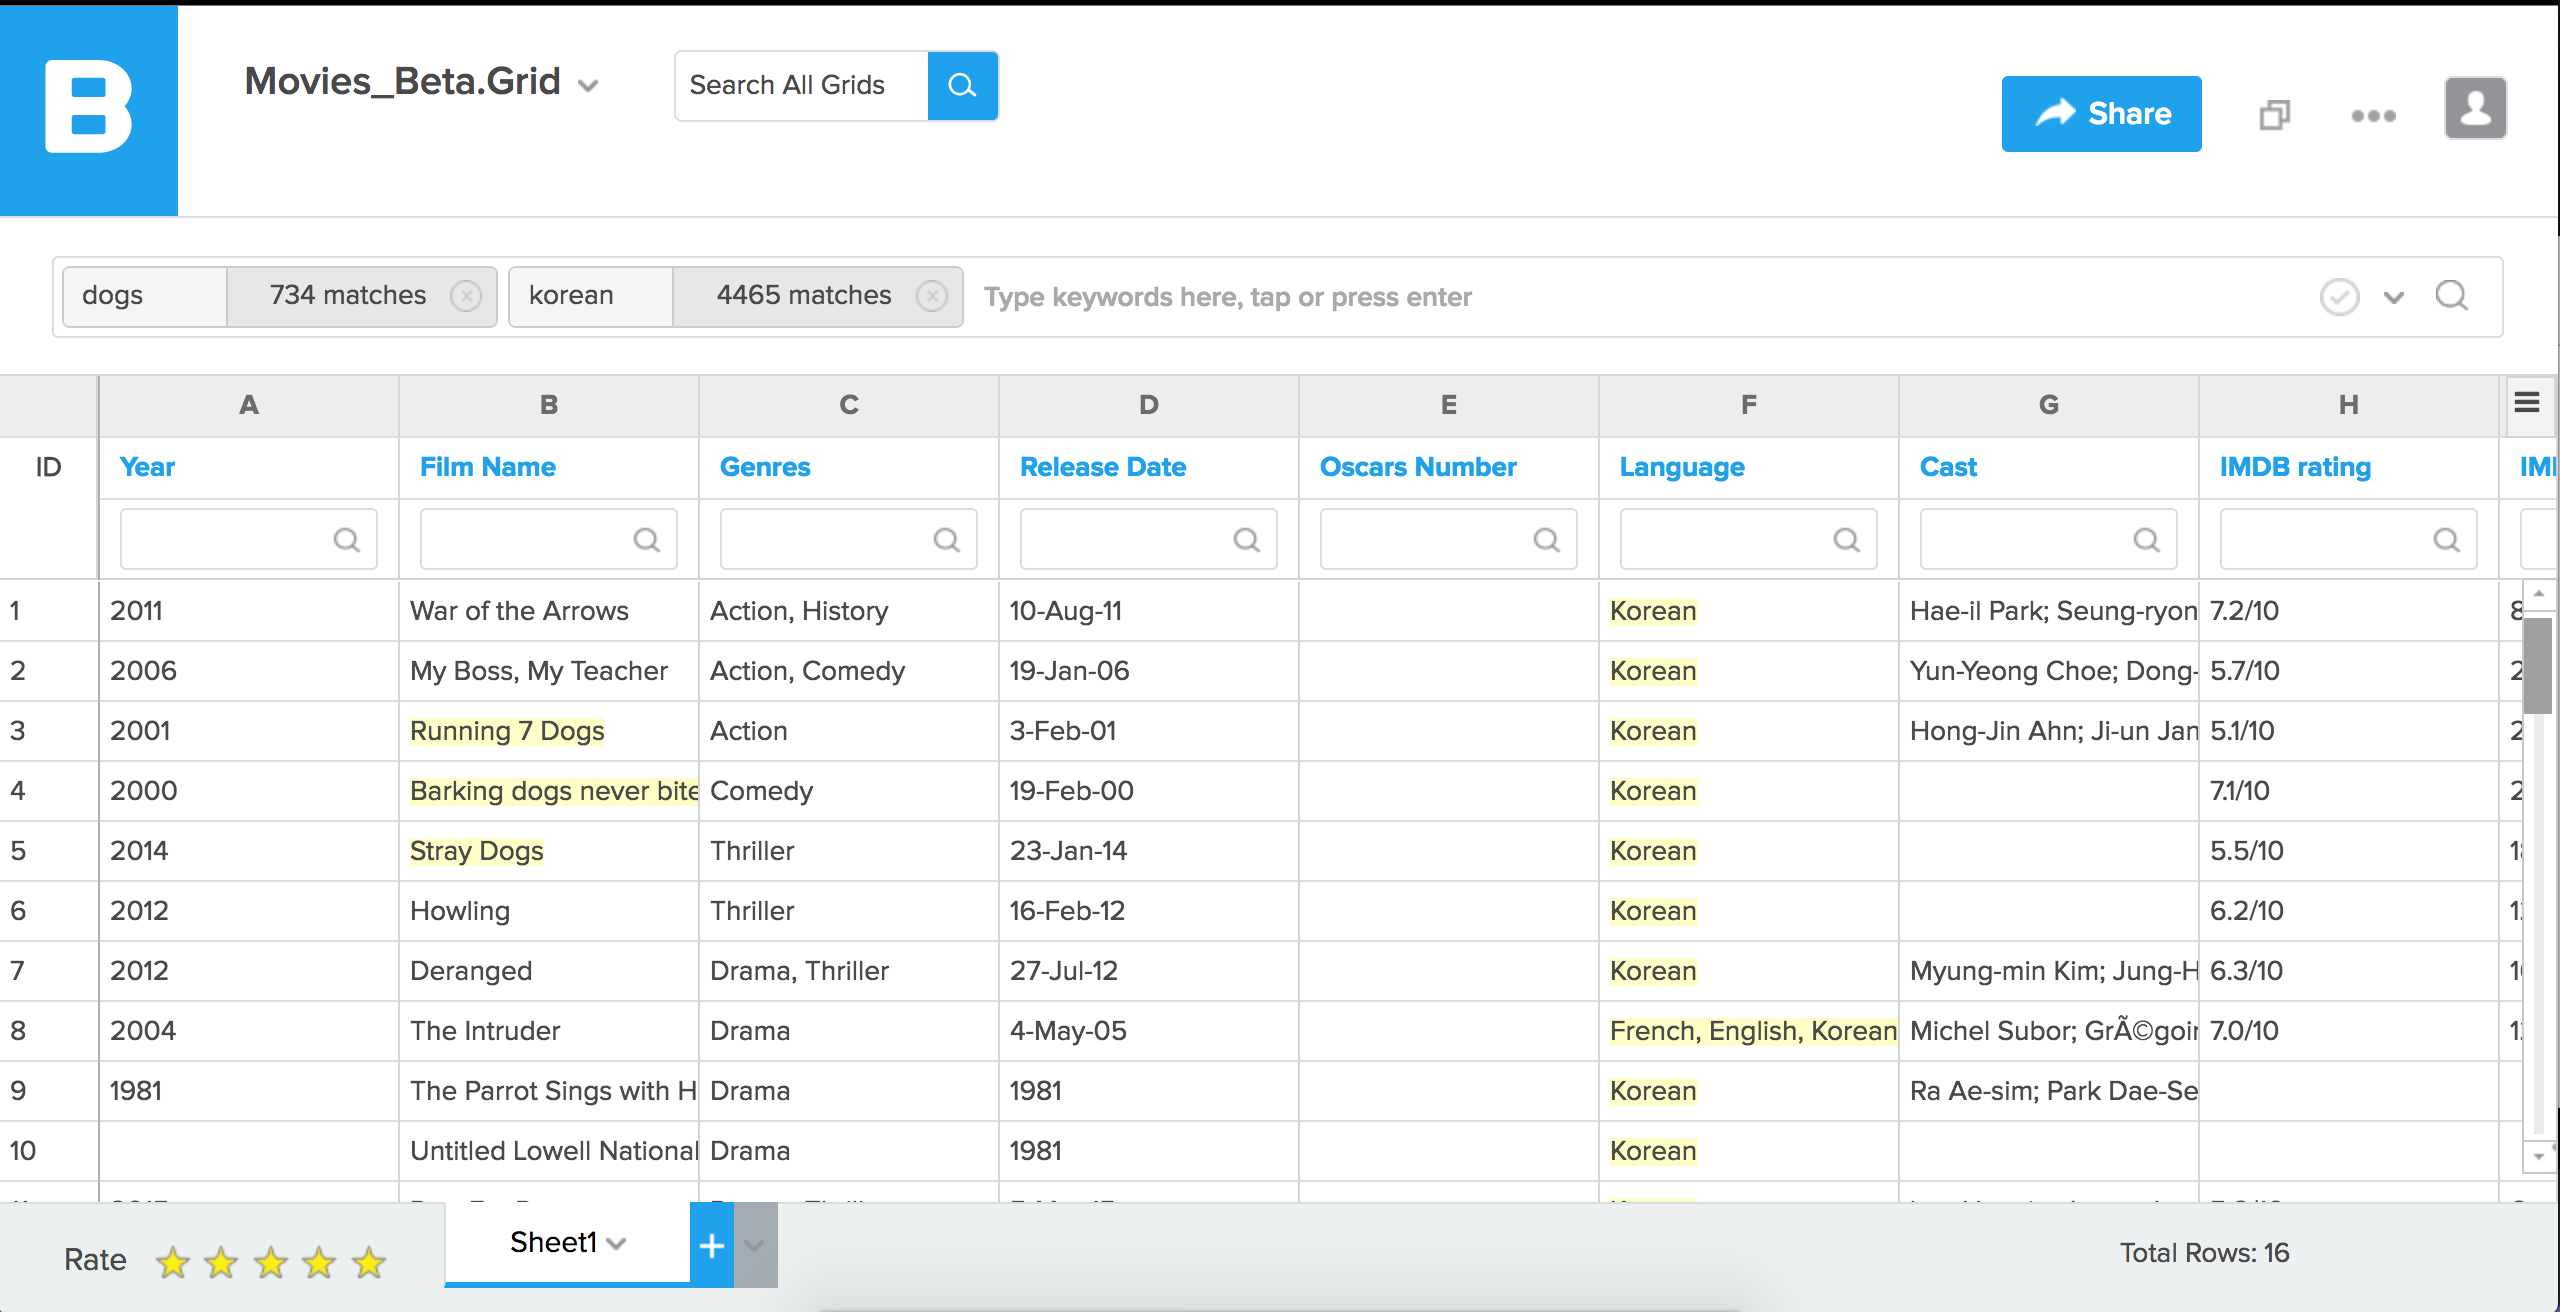 B
Movies_Beta.Grid
Search All Grids
Share
dogs 734 matches korean 4465 matches Type keywords here, tap or press enter
A B C D E F G H
ID Year Film Name Genres Release Date Oscars Number Language Cast IMDB rating
1 2011 War of the Arrows Action, History 10-Aug-11 Korean Hae-il Park; Seung-ryon 7.2/10
2 2006 My Boss, My Teacher Action, Comedy 19-Jan-06 Korean Yun-Yeong Choe; Dong- 5.7/10
3 2001 Running 7 Dogs Action 3-Feb-01 Korean Hong-Jin Ahn; Ji-un Jan 5.1/10
4 2000 Barking dogs never bite Comedy 19-Feb-00 Korean 7.1/10
5 2014 Stray Dogs Thriller 23-Jan-14 Korean 5.5/10
6 2012 Howling Thriller 16-Feb-12 Korean 6.2/10
7 2012 Deranged Drama, Thriller 27-Jul-12 Korean Myung-min Kim; Jung-H 6.3/10
8 2004 The Intruder Drama 4-May-05 French, English, Korean Michel Subor; GrÃ©goir 7.0/10
9 1981 The Parrot Sings with H Drama 1981 Korean Ra Ae-sim; Park Dae-Se
10 Untitled Lowell National Drama 1981 Korean
Rate Sheet1 + Total Rows: 16